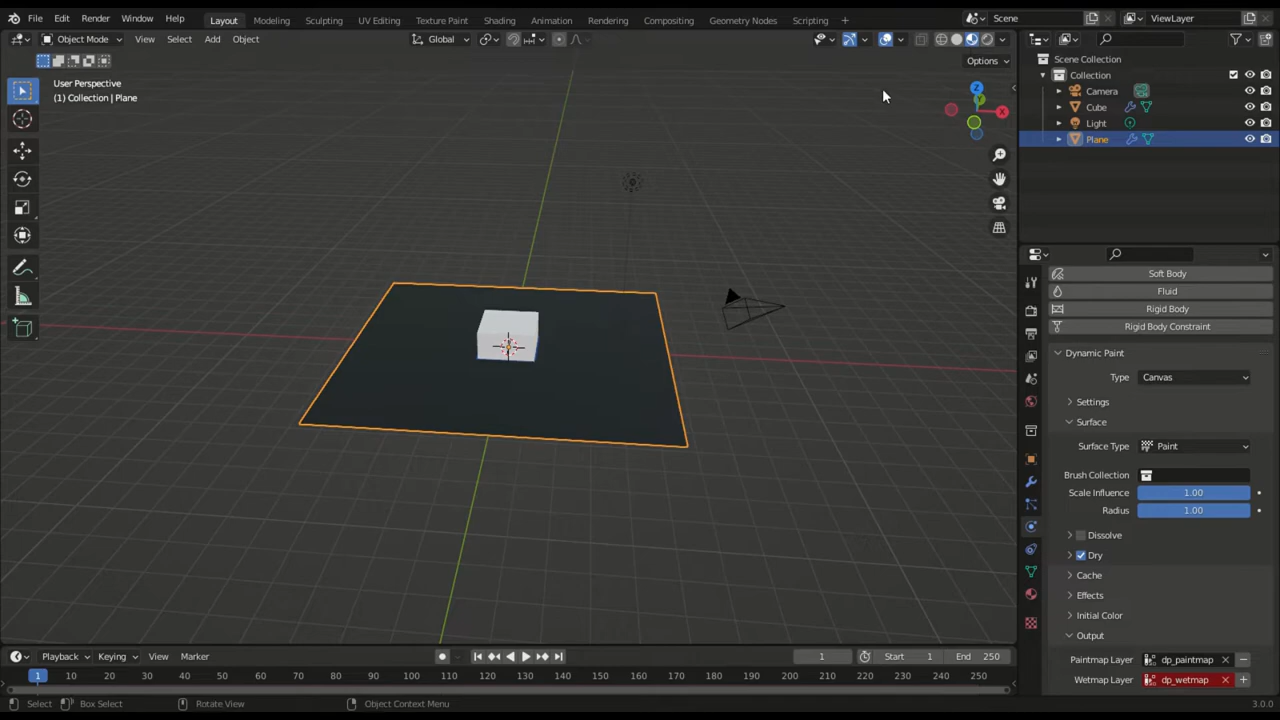 File Edit Render Window Help Layout Modeling Sculpting UV Editing Texture Paint Shading Animation Rendering Compositing Geometry Nodes Scripting + Scene ViewLayer
Object Mode View Select Add Object Global
Options
User Perspective
(1) Collection | Plane
Z
X
Scene Collection
Collection
Camera
Cube
Light
Plane
Soft Body
Fluid
Rigid Body
Rigid Body Constraint
Dynamic Paint
Type Canvas
Settings
Surface
Surface Type Paint
Brush Collection
Scale Influence 1.00
Radius 1.00
Dissolve
Dry
Cache
Effects
Initial Color
Output
Paintmap Layer dp_paintmap
Wetmap Layer dp_wetmap
Playback Keying View Marker 1 Start 1 End 250
1 10 20 30 40 50 60 70 80 90 100 110 120 130 140 150 160 170 180 190 200 210 220 230 240 250
Select Box Select Rotate View Object Context Menu 3.0.0